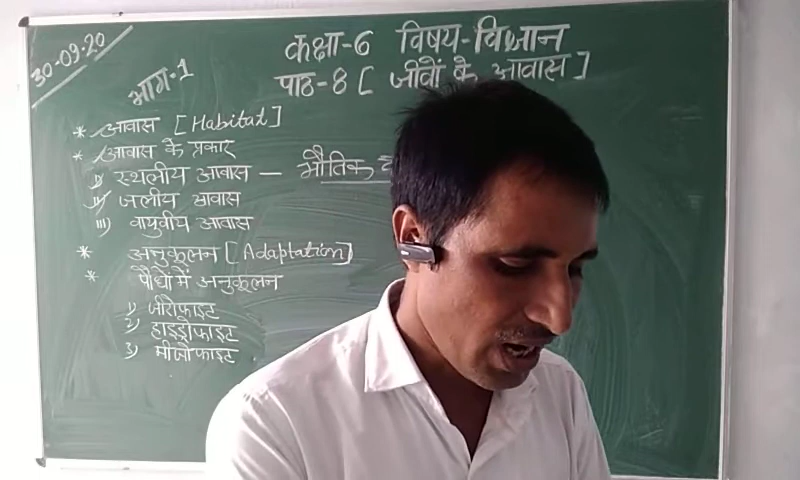 30-09-20
कक्षा-6 विषय-विज्ञान
भाग-1
पाठ-8 [ जीवों के आवास ]
* आवास [Habitat]
* आवास के प्रकार
i) स्थलीय आवास — भौतिक
ii) जलीय आवास
iii) वायुवीय आवास
* अनुकूलन [Adaptation]
* पौधों में अनुकूलन
1) जीरोफाइट
2) हाइड्रोफाइट
3) मीजोफाइट